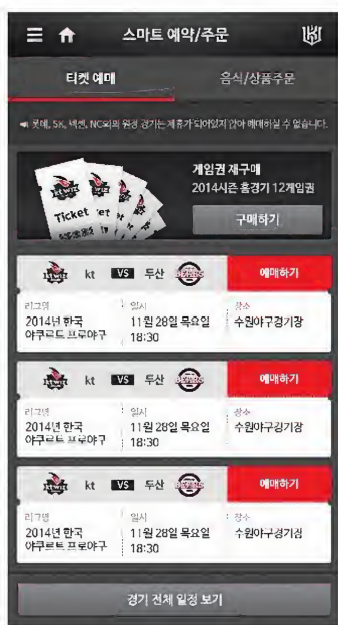 스마트 예약/주문
티켓 예매
음식/상품주문
롯데, SK, 넥센, NC와의 원정 경기는 제휴가 되어있지 않아 예매하실 수 없습니다.
게임권 재구매
2014시즌 홈경기 12게임권
구매하기
Ticket
kt VS 두산
예매하기
리그명
2014년 한국
야쿠르트 프로야구
일시
11월 28일 목요일
18:30
장소
수원야구경기장
kt VS 두산
예매하기
리그명
2014년 한국
야쿠르트 프로야구
일시
11월 28일 목요일
18:30
장소
수원야구경기장
kt VS 두산
예매하기
리그명
2014년 한국
야쿠르트 프로야구
일시
11월 28일 목요일
18:30
장소
수원야구경기장
경기 전체 일정 보기